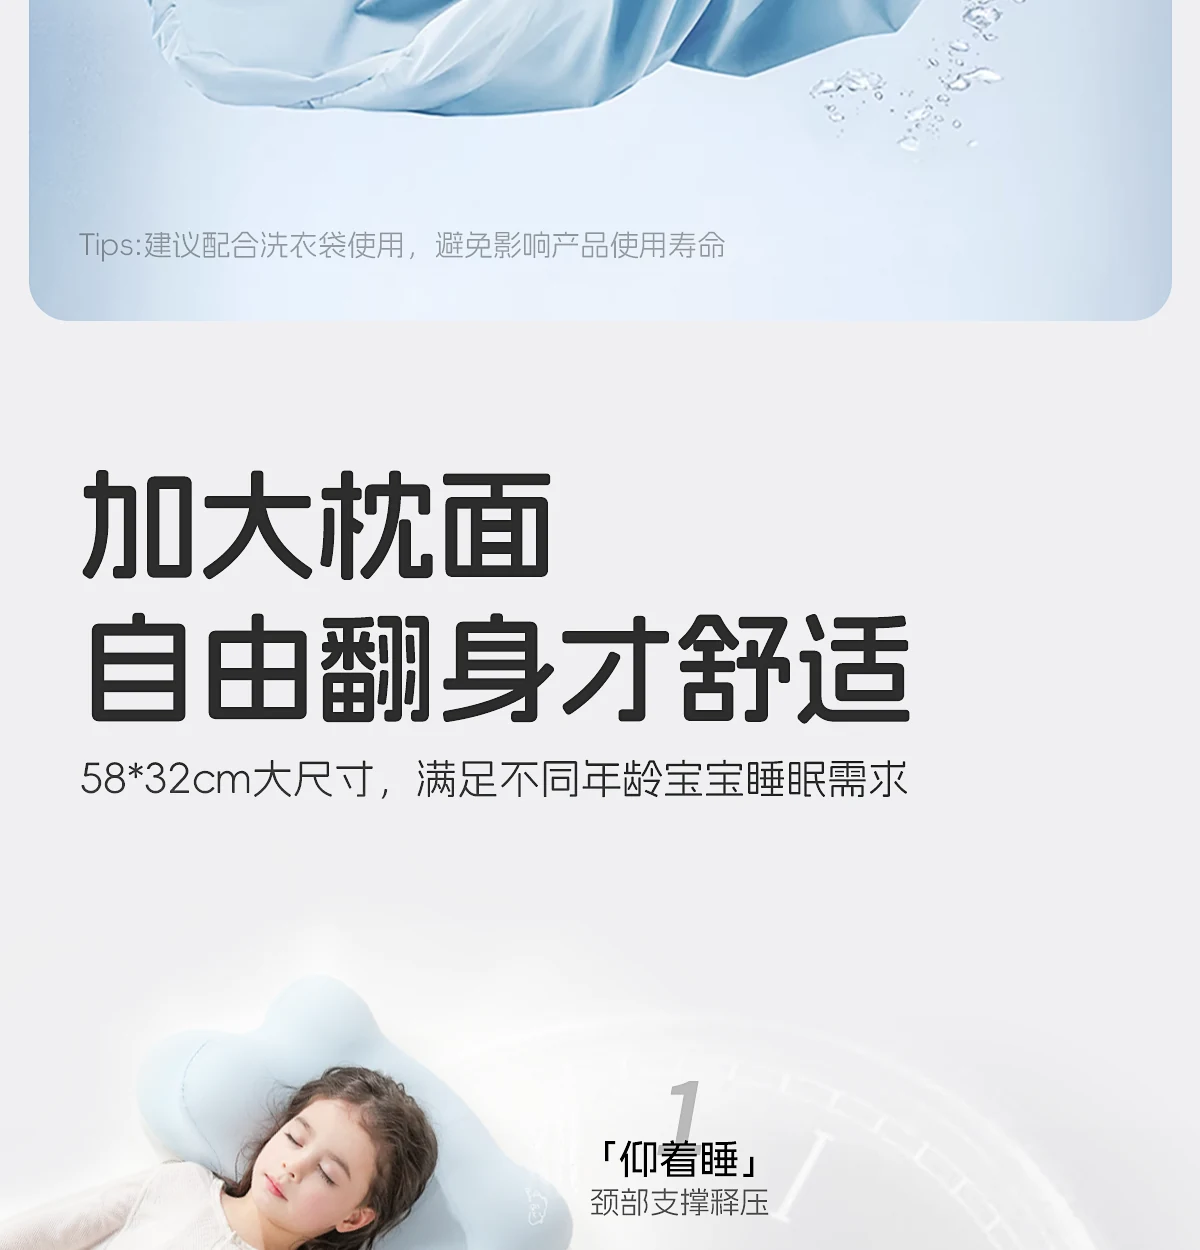 Tips:建议配合洗衣袋使用，避免影响产品使用寿命
加大枕面
自由翻身才舒适
58*32cm大尺寸，满足不同年龄宝宝睡眠需求
1
「仰着睡」
颈部支撑释压